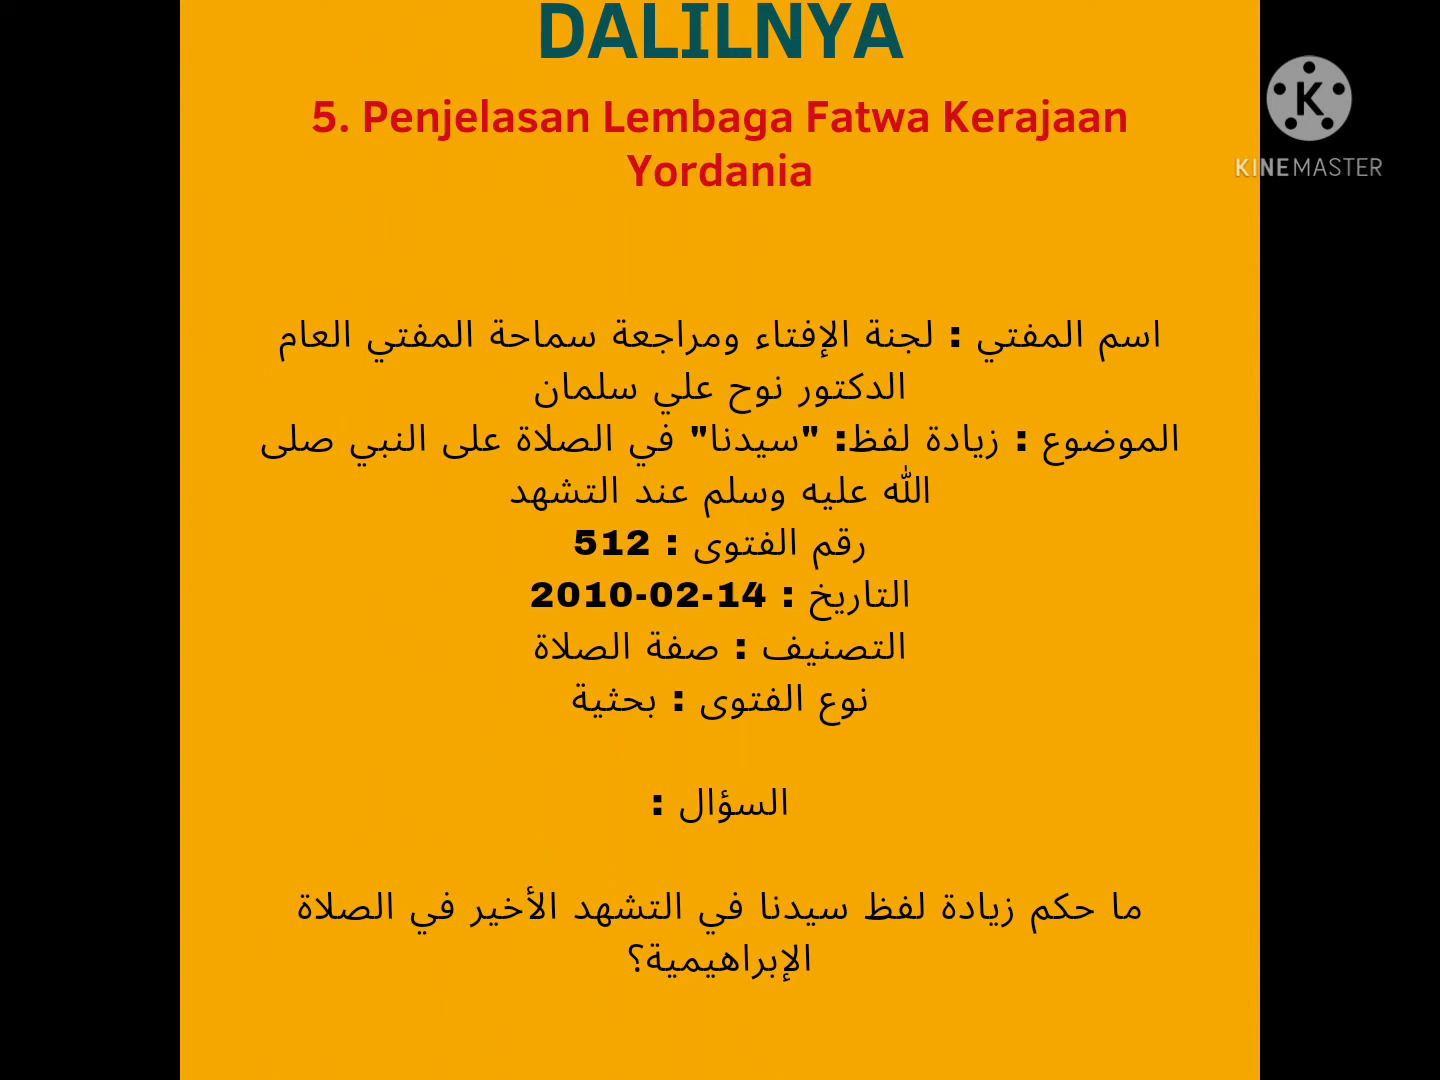 DALILNYA
5. Penjelasan Lembaga Fatwa Kerajaan
Yordania
اسم المفتي : لجنة الإفتاء ومراجعة سماحة المفتي العام
الدكتور نوح علي سلمان
الموضوع : زيادة لفظ: "سيدنا" في الصلاة على النبي صلى
الله عليه وسلم عند التشهد
رقم الفتوى : 512
التاريخ : 14-02-2010
التصنيف : صفة الصلاة
نوع الفتوى : بحثية
السؤال :
ما حكم زيادة لفظ سيدنا في التشهد الأخير في الصلاة
الإبراهيمية؟
K
KINEMASTER